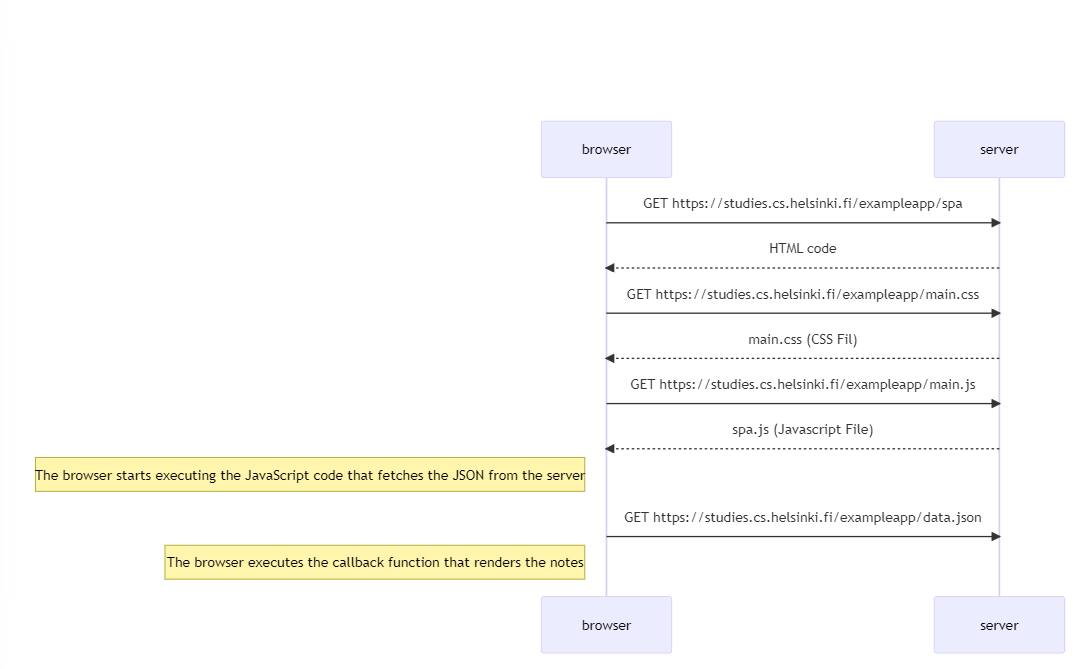 browser
server
GET https://studies.cs.helsinki.fi/exampleapp/spa
HTML code
GET https://studies.cs.helsinki.fi/exampleapp/main.css
main.css (CSS Fil)
GET https://studies.cs.helsinki.fi/exampleapp/main.js
spa.js (Javascript File)
The browser starts executing the JavaScript code that fetches the JSON from the server
GET https://studies.cs.helsinki.fi/exampleapp/data.json
The browser executes the callback function that renders the notes
browser
server